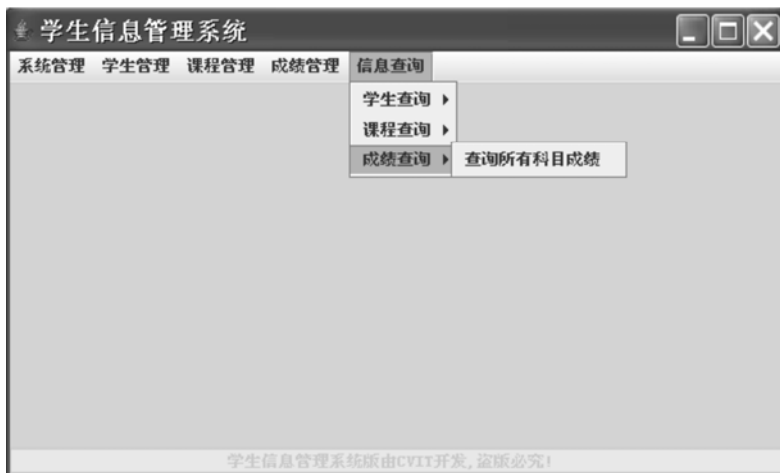 学生信息管理系统
系统管理 学生管理 课程管理 成绩管理 信息查询
学生查询
课程查询
成绩查询 查询所有科目成绩
学生信息管理系统版由CVIT开发,盗版必究!